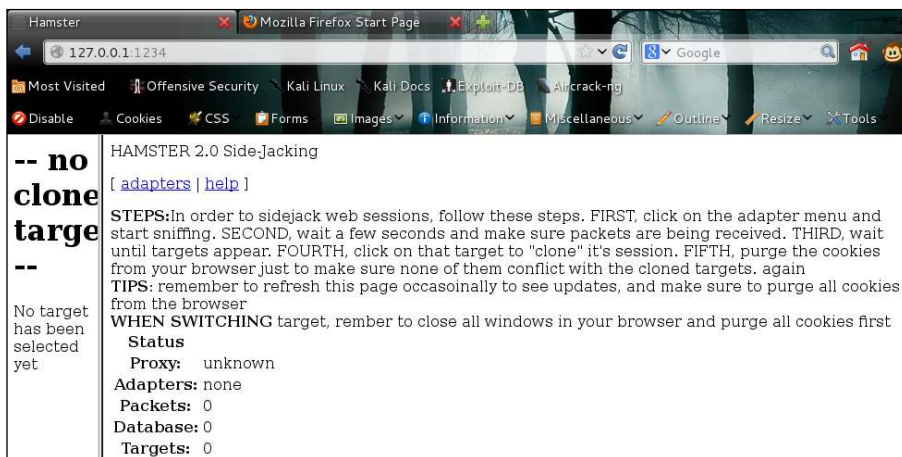 Hamster
Mozilla Firefox Start Page
127.0.0.1:1234
Google
Most Visited
Offensive Security
Kali Linux
Kali Docs
Exploit-DB
Aircrack-ng
Disable
Cookies
CSS
Forms
Images
Information
Miscellaneous
Outline
Resize
Tools
-- no
clone
targe
--
No target
has been
selected
yet
HAMSTER 2.0 Side-Jacking
[ adapters | help ]
STEPS:In order to sidejack web sessions, follow these steps. FIRST, click on the adapter menu and
start sniffing. SECOND, wait a few seconds and make sure packets are being received. THIRD, wait
until targets appear. FOURTH, click on that target to "clone" it's session. FIFTH, purge the cookies
from your browser just to make sure none of them conflict with the cloned targets. again
TIPS: remember to refresh this page occasoinally to see updates, and make sure to purge all cookies
from the browser
WHEN SWITCHING target, rember to close all windows in your browser and purge all cookies first
Status
Proxy: unknown
Adapters: none
Packets: 0
Database: 0
Targets: 0